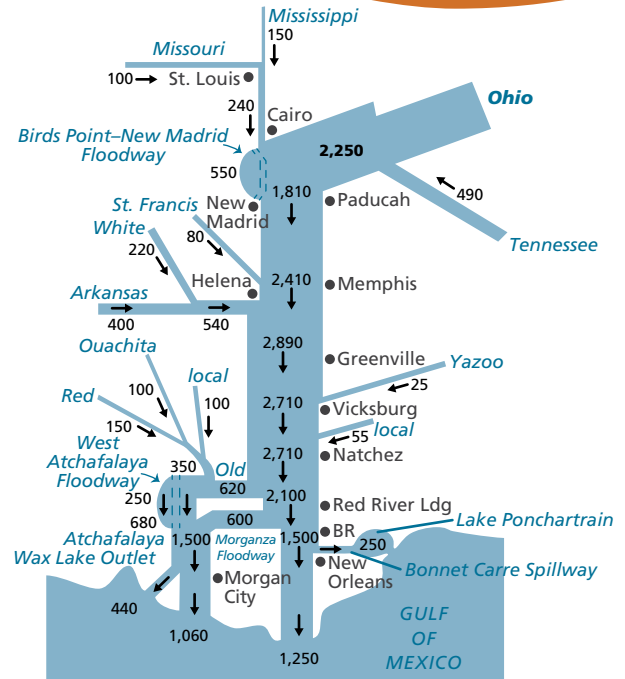 Mississippi
150
Missouri
100
St. Louis
240
Cairo
Ohio
Birds Point–New Madrid
Floodway
2,250
550
1,810
490
St. Francis
New
Madrid
Paducah
White
80
220
Tennessee
Helena
2,410
Memphis
Arkansas
400
540
Ouachita
2,890
Greenville
Yazoo
local
25
Red
100
100
2,710
Vicksburg
150
55
local
West
Atchafalaya
Floodway
350
Old
2,710
Natchez
620
250
2,100
Red River Ldg
680
600
Lake Ponchartrain
Atchafalaya
Wax Lake Outlet
1,500
Morganza
Floodway
1,500
BR
250
New
Orleans
Bonnet Carre Spillway
Morgan
City
440
1,060
1,250
GULF
OF
MEXICO